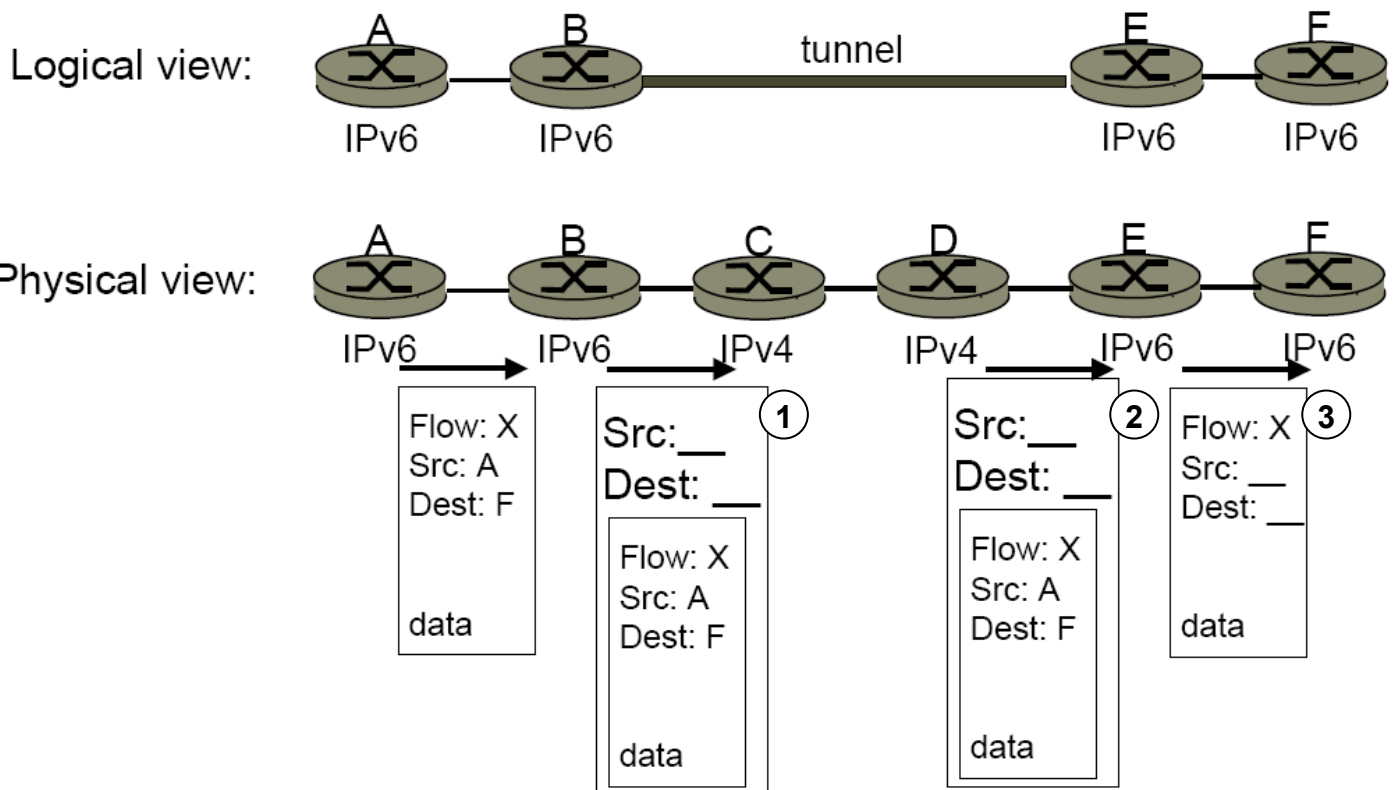 A B E F
Logical view: tunnel
IPv6 IPv6 IPv6 IPv6
A B C D E F
Physical view:
IPv6 IPv6 IPv4 IPv4 IPv6 IPv6
Flow: X
Src: A
Dest: F
data
1
Src:__
Dest: __
Flow: X
Src: A
Dest: F
data
2
Src:__
Dest: __
Flow: X
Src: A
Dest: F
data
3
Flow: X
Src: __
Dest: __
data